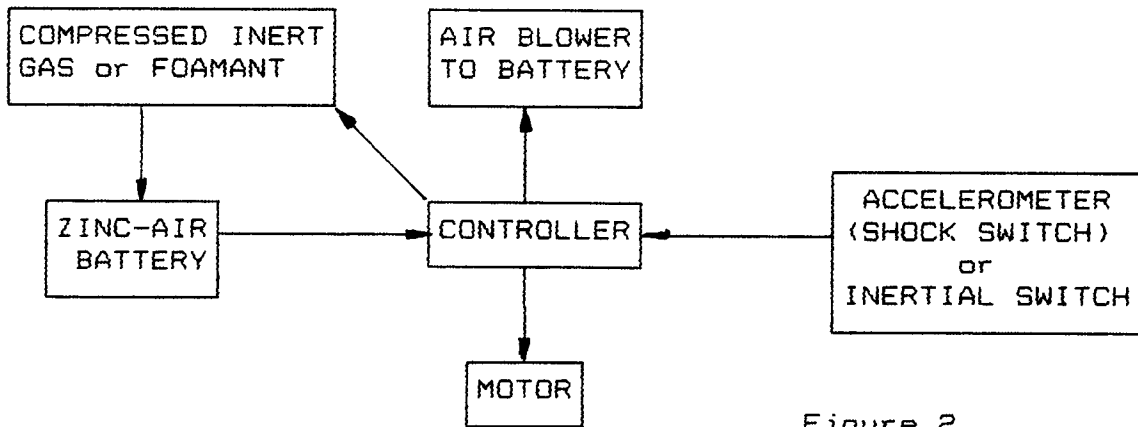 COMPRESSED INERT
GAS or FOAMANT
AIR BLOWER
TO BATTERY
ZINC-AIR
BATTERY
CONTROLLER
ACCELEROMETER
(SHOCK SWITCH)
or
INERTIAL SWITCH
MOTOR
Figure 2